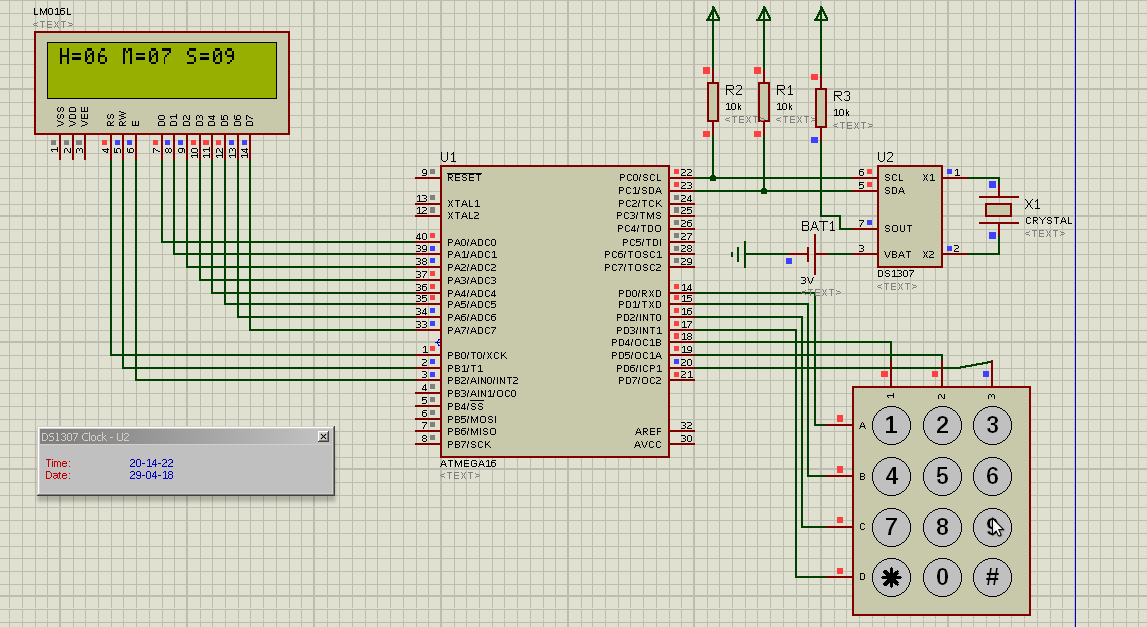 LM016L
<TEXT>
H=06 M=07 S=09
VSS VDD VEE RS RW E D0 D1 D2 D3 D4 D5 D6 D7
1 2 3 4 5 6 7 8 9 10 11 12 13 14
R2
10k
<TEXT>
R1
10k
<TEXT>
R3
10k
<TEXT>
U1
9 RESET
13 XTAL1
12 XTAL2
40 PA0/ADC0
39 PA1/ADC1
38 PA2/ADC2
37 PA3/ADC3
36 PA4/ADC4
35 PA5/ADC5
34 PA6/ADC6
33 PA7/ADC7
1 PB0/T0/XCK
2 PB1/T1
3 PB2/AIN0/INT2
4 PB3/AIN1/OC0
5 PB4/SS
6 PB5/MOSI
7 PB6/MISO
8 PB7/SCK
PC0/SCL 22
PC1/SDA 23
PC2/TCK 24
PC3/TMS 25
PC4/TDO 26
PC5/TDI 27
PC6/TOSC1 28
PC7/TOSC2 29
PD0/RXD 14
PD1/TXD 15
PD2/INT0 16
PD3/INT1 17
PD4/OC1B 18
PD5/OC1A 19
PD6/ICP1 20
PD7/OC2 21
AREF 32
AVCC 30
ATMEGA16
<TEXT>
U2
6 SCL X1 1
5 SDA
7 SOUT
3 VBAT X2 2
DS1307
<TEXT>
X1
CRYSTAL
<TEXT>
BAT1
3V
<TEXT>
1 2 3
A 1 2 3
B 4 5 6
C 7 8 9
D * 0 #
DS1307 Clock - U2
Time: 20-14-22
Date: 29-04-18